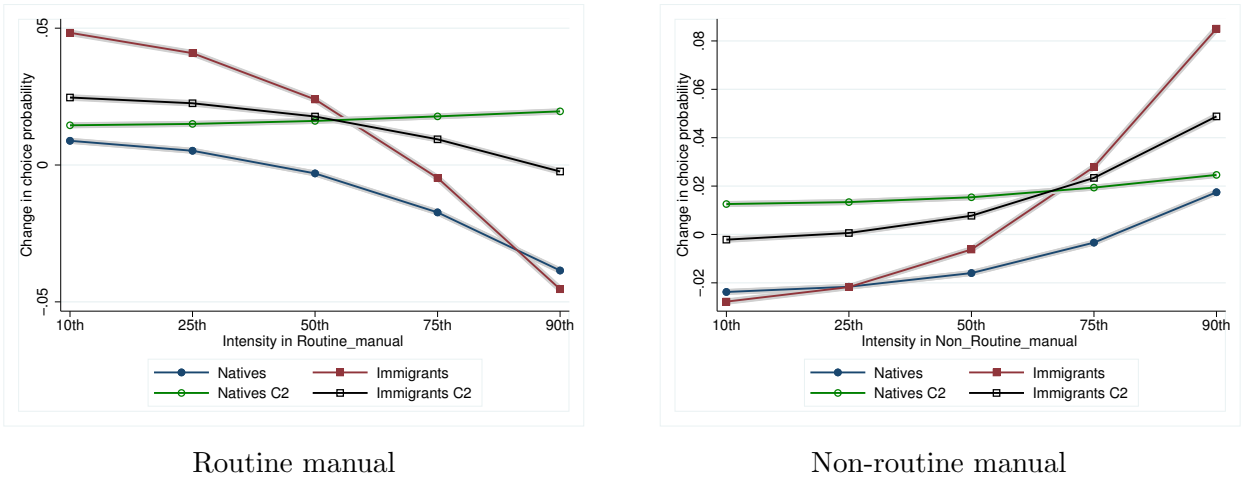 Change in choice probability
.05
0
-.05
10th 25th 50th 75th 90th
Intensity in Routine_manual
Natives Immigrants
Natives C2 Immigrants C2
Routine manual
Change in choice probability
.08
.06
.04
.02
0
-.02
10th 25th 50th 75th 90th
Intensity in Non_Routine_manual
Natives Immigrants
Natives C2 Immigrants C2
Non-routine manual